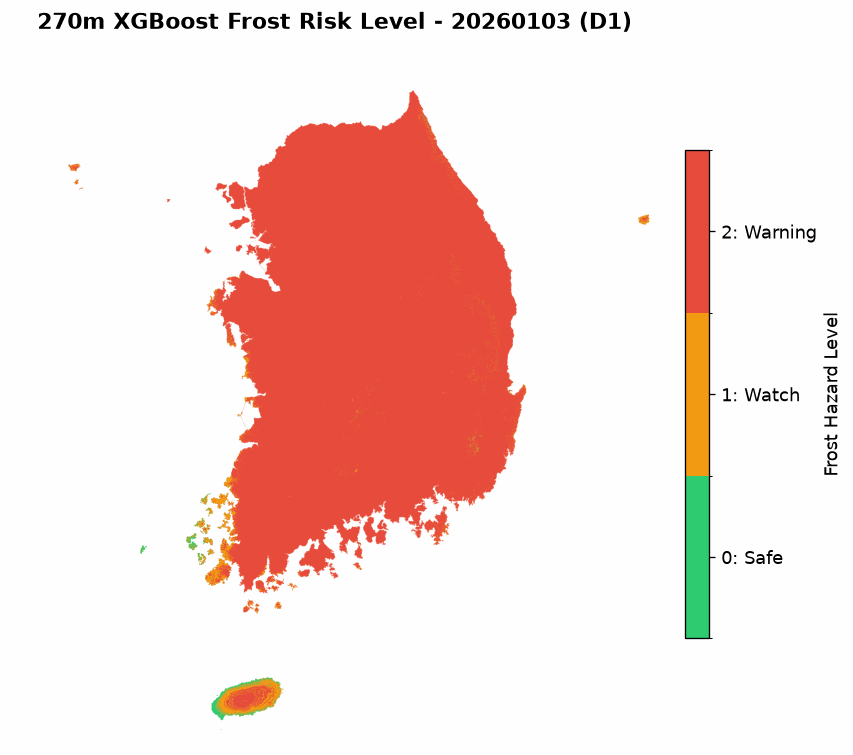 270m XGBoost Frost Risk Level - 20260103 (D1)
2: Warning
1: Watch
0: Safe
Frost Hazard Level